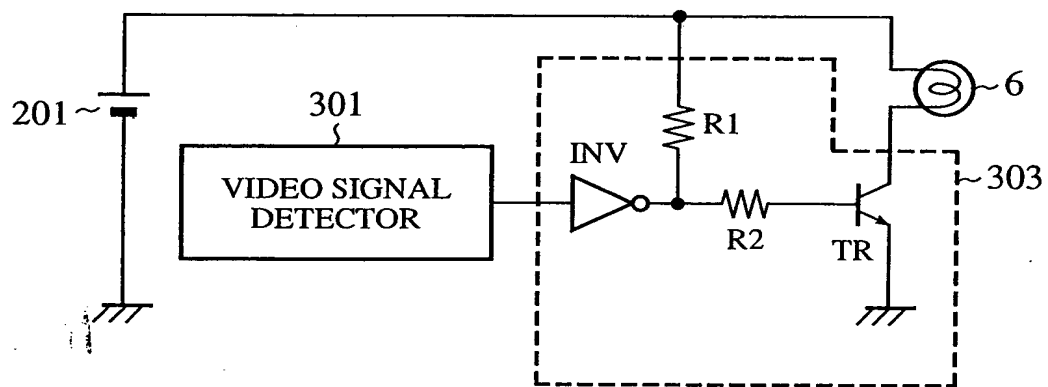 6
201
301
R1
INV
VIDEO SIGNAL
DETECTOR
303
R2
TR